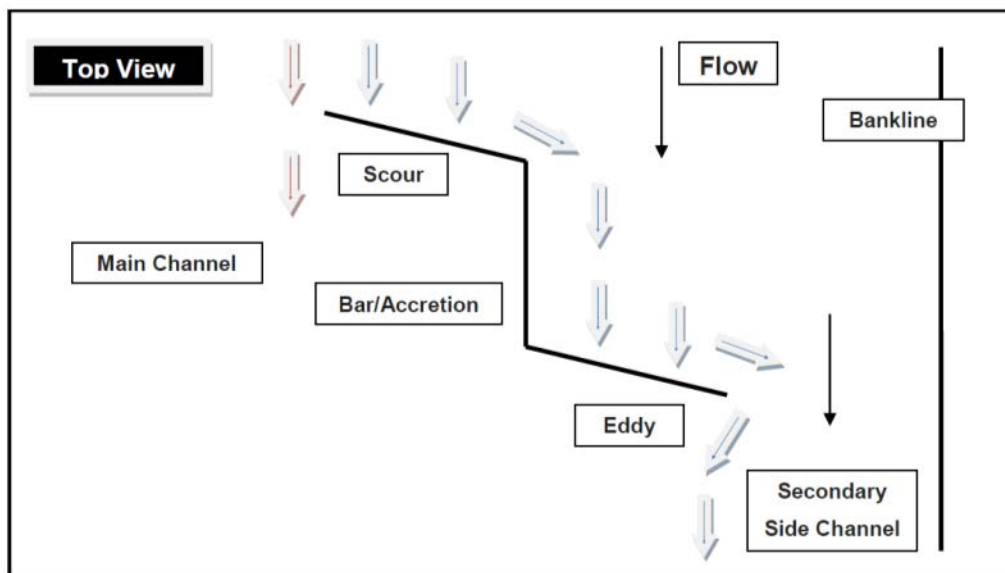 Top View
Flow
Bankline
Scour
Main Channel
Bar/Accretion
Eddy
Secondary
Side Channel